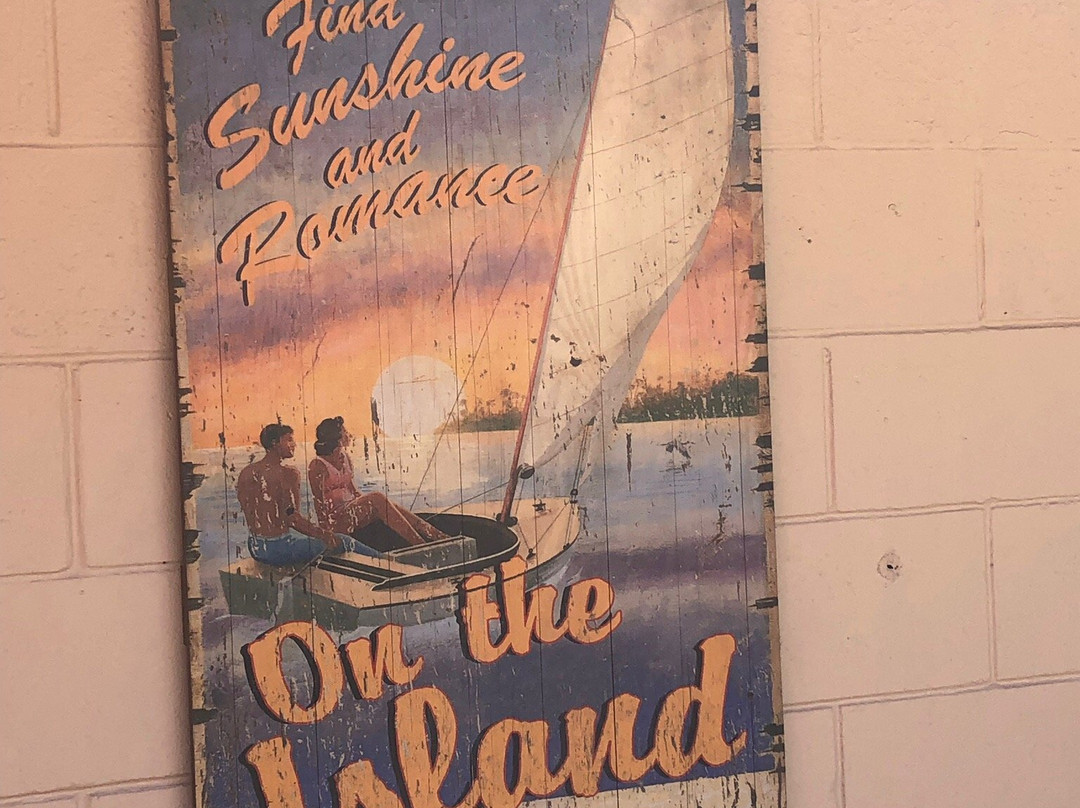 Find
Sunshine
and
Romance
On the
Island